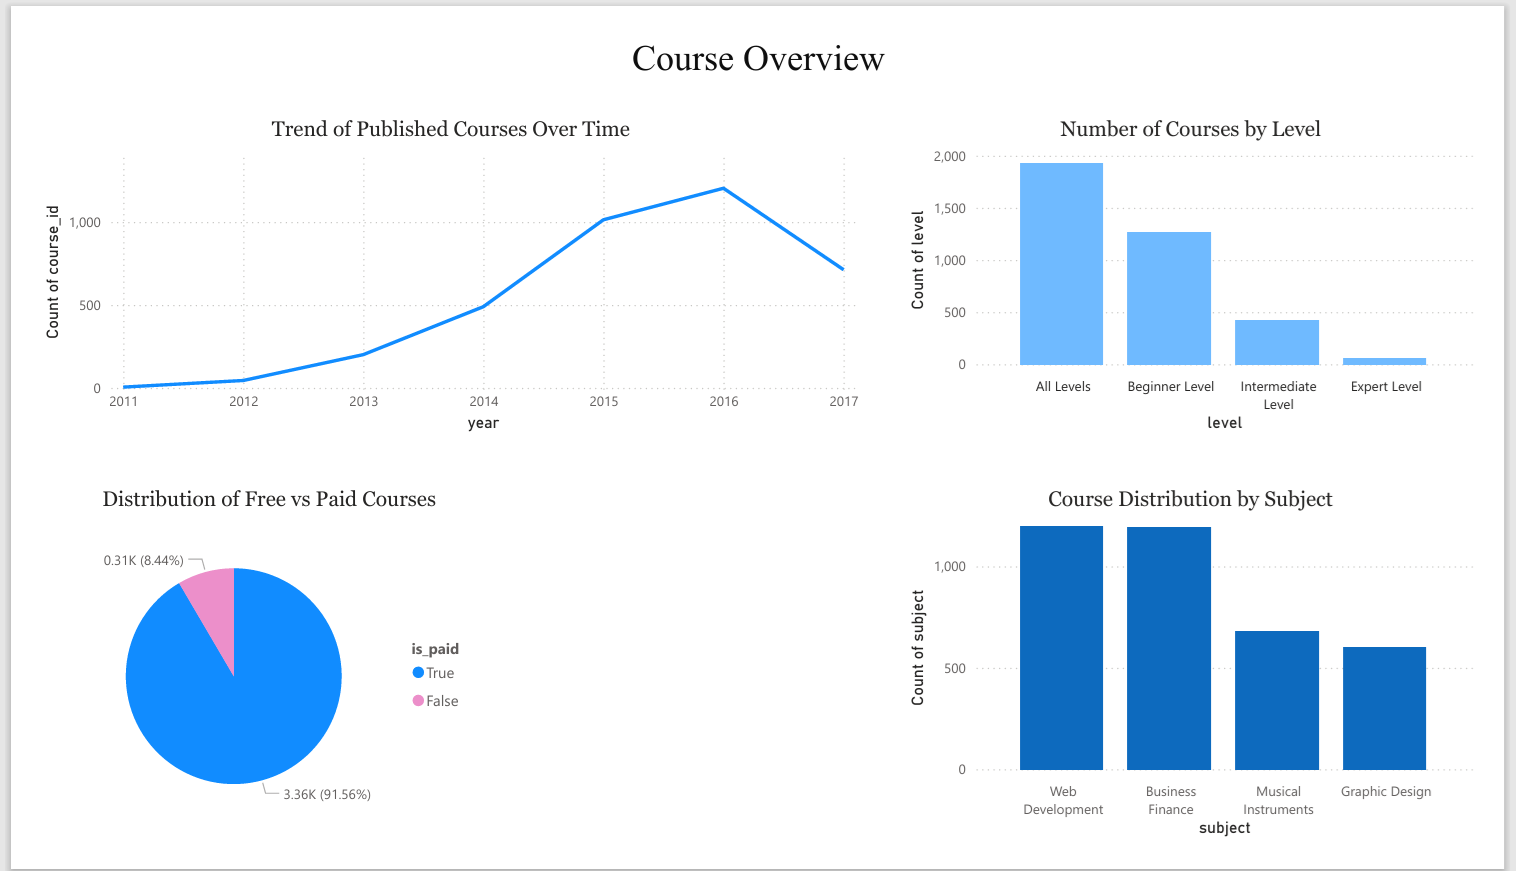 Course Overview
Trend of Published Courses Over Time
Count of course_id
1,000
500
0
2011 2012 2013 2014 2015 2016 2017
year
Number of Courses by Level
Count of level
2,000
1,500
1,000
500
0
All Levels Beginner Level Intermediate Level Expert Level
level
Distribution of Free vs Paid Courses
0.31K (8.44%)
3.36K (91.56%)
is_paid
True
False
Course Distribution by Subject
Count of subject
1,000
500
0
Web Development Business Finance Musical Instruments Graphic Design
subject